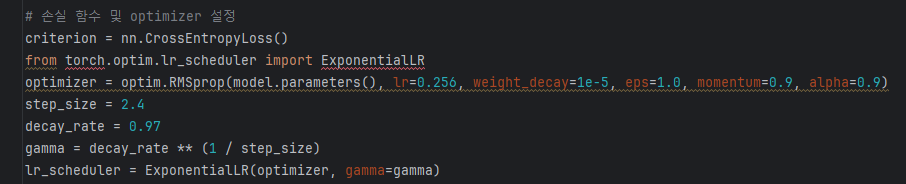 # 손실 함수 및 optimizer 설정
criterion = nn.CrossEntropyLoss()
from torch.optim.lr_scheduler import ExponentialLR
optimizer = optim.RMSprop(model.parameters(), lr=0.256, weight_decay=1e-5, eps=1.0, momentum=0.9, alpha=0.9)
step_size = 2.4
decay_rate = 0.97
gamma = decay_rate ** (1 / step_size)
lr_scheduler = ExponentialLR(optimizer, gamma=gamma)